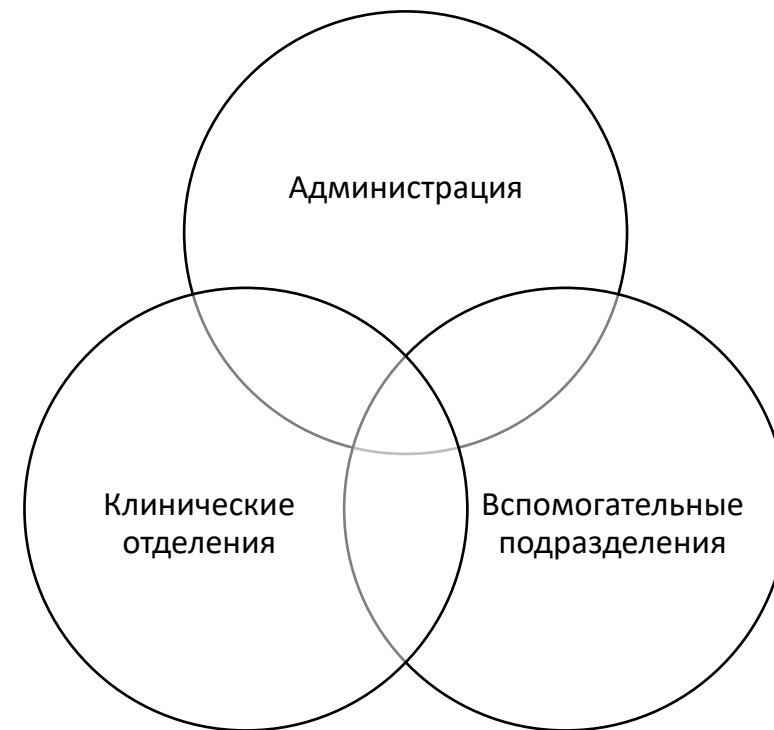 Администрация
Клинические
отделения
Вспомогательные
подразделения